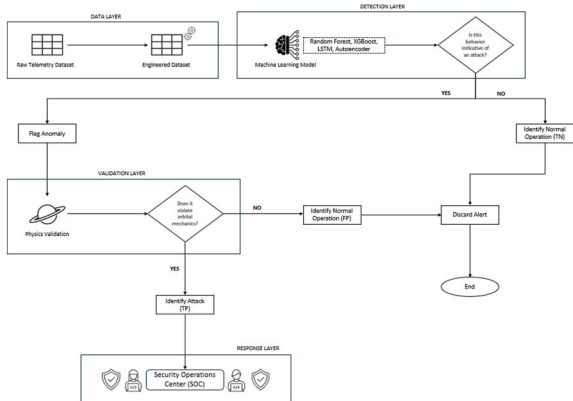 DATA LAYER
DETECTION LAYER
Raw Telemetry Dataset
Engineered Dataset
Machine Learning Model
Random Forest, XGBoost,
LSTM, Autoencoder
Is this
behavior
indicative of
an attack?
YES
NO
Flag Anomaly
Identify Normal
Operation (TN)
VALIDATION LAYER
Physics Validation
Does it
violate
orbital
mechanics?
NO
Identify Normal
Operation (FP)
Discard Alert
YES
End
Identify Attack
(TP)
RESPONSE LAYER
Security Operations
Center (SOC)